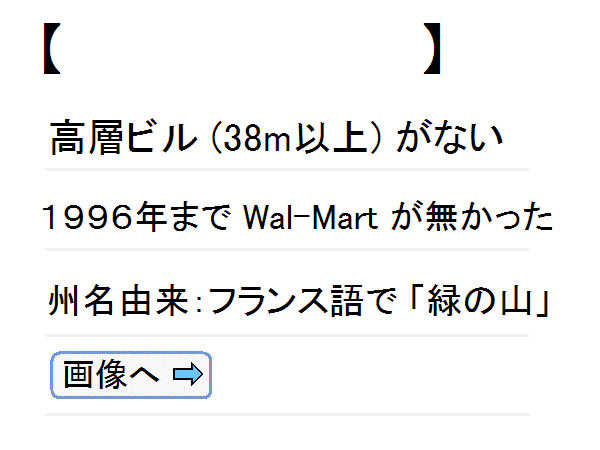 【　　　　　　　　　】
高層ビル (38m以上) がない
１９９６年まで Wal-Mart が無かった
州名由来：フランス語で「緑の山」
画像へ ⇨